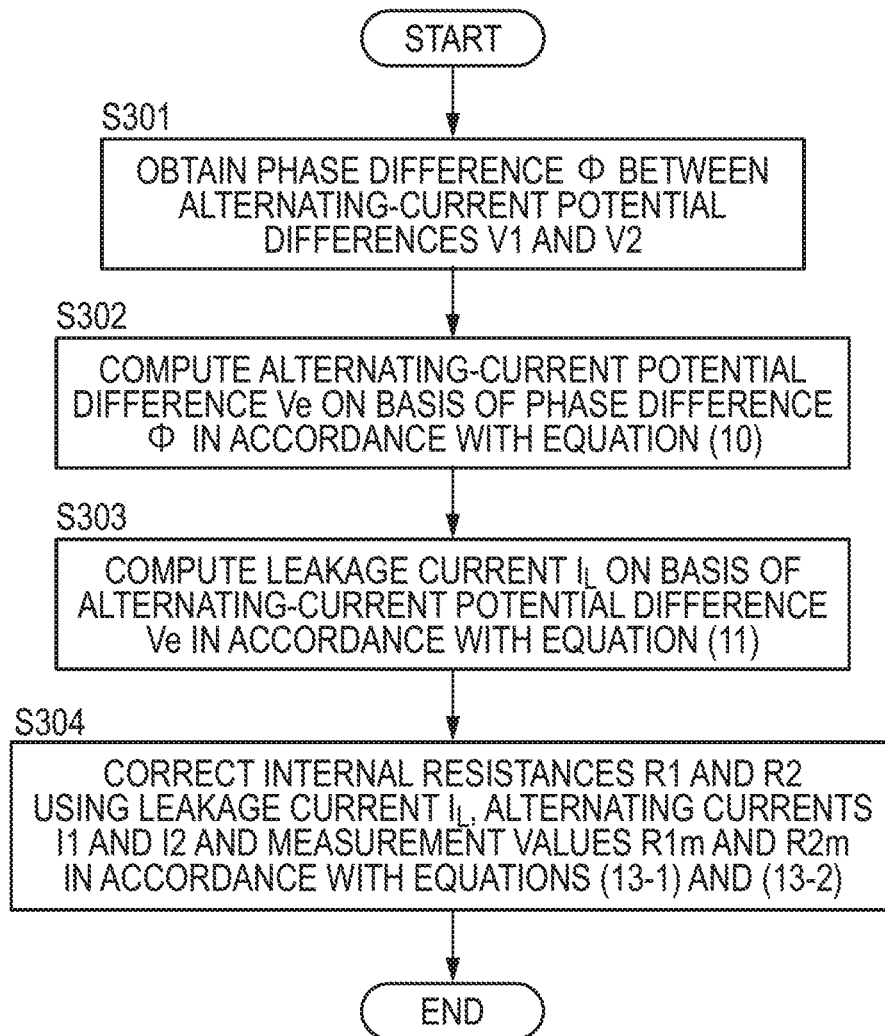 START
S301
OBTAIN PHASE DIFFERENCE Φ BETWEEN
ALTERNATING-CURRENT POTENTIAL
DIFFERENCES V1 AND V2
S302
COMPUTE ALTERNATING-CURRENT POTENTIAL
DIFFERENCE Ve ON BASIS OF PHASE DIFFERENCE
Φ IN ACCORDANCE WITH EQUATION (10)
S303
COMPUTE LEAKAGE CURRENT IL ON BASIS OF
ALTERNATING-CURRENT POTENTIAL DIFFERENCE
Ve IN ACCORDANCE WITH EQUATION (11)
S304
CORRECT INTERNAL RESISTANCES R1 AND R2
USING LEAKAGE CURRENT IL, ALTERNATING CURRENTS
I1 AND I2 AND MEASUREMENT VALUES R1m AND R2m
IN ACCORDANCE WITH EQUATIONS (13-1) AND (13-2)
END